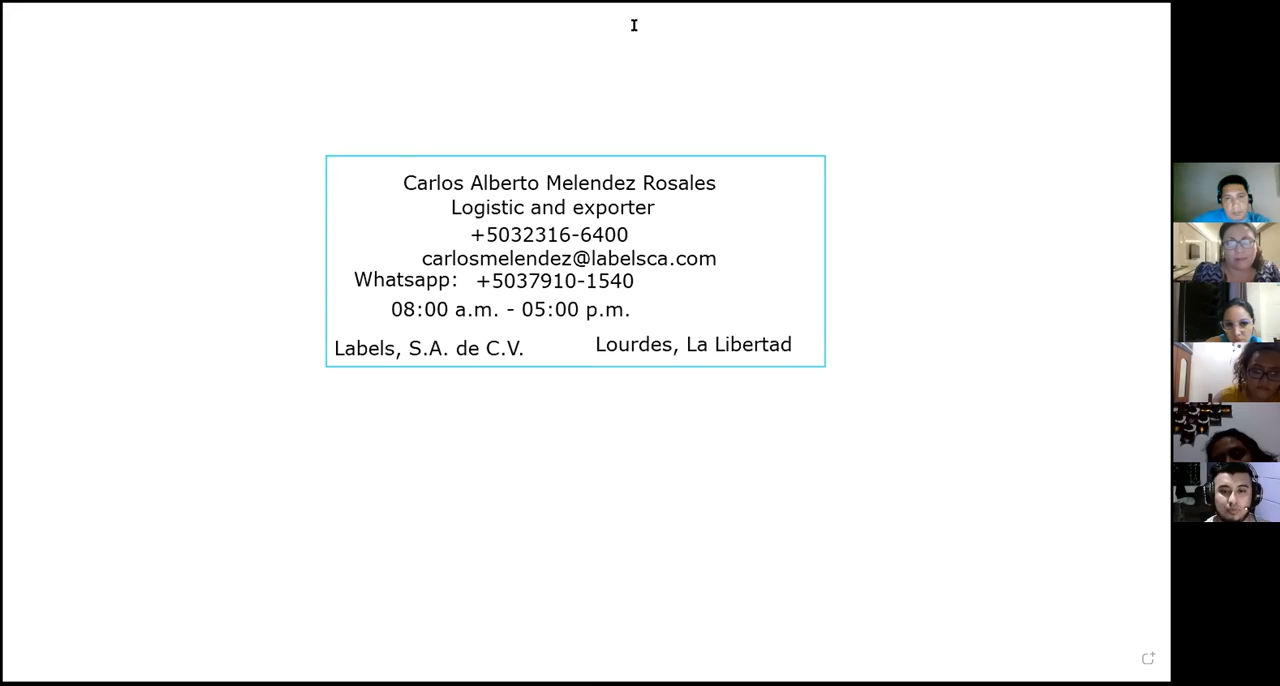 Carlos Alberto Melendez Rosales
Logistic and exporter
+5032316-6400
carlosmelendez@labelsca.com
Whatsapp: +5037910-1540
08:00 a.m. - 05:00 p.m.
Labels, S.A. de C.V. Lourdes, La Libertad